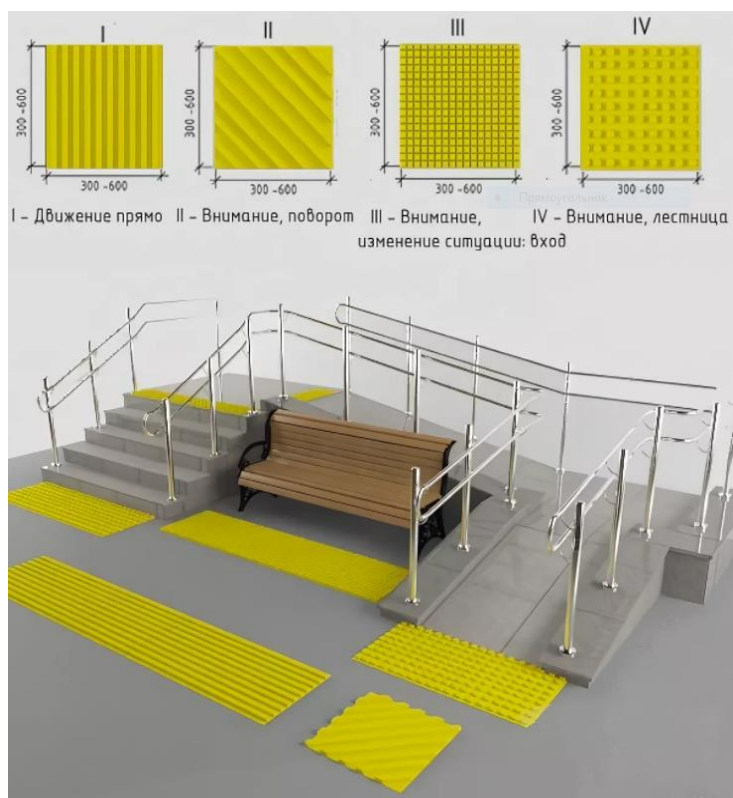 I
II
III
IV
300 -600
300 -600
300 -600
300 -600
300 -600
300 -600
300 -600
300 -600
Прямоугольник
I - Движение прямо
II - Внимание, поворот
III - Внимание,
изменение ситуации: вход
IV - Внимание, лестница